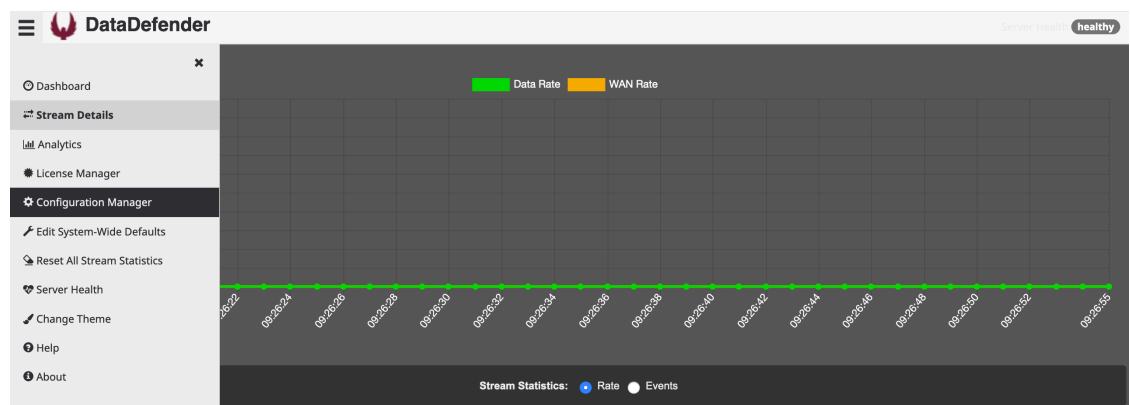 DataDefender
Server Health healthy
Dashboard
Stream Details
Analytics
License Manager
Configuration Manager
Edit System-Wide Defaults
Reset All Stream Statistics
Server Health
Change Theme
Help
About
Data Rate WAN Rate
26:22 09:26:24 09:26:26 09:26:28 09:26:30 09:26:32 09:26:34 09:26:36 09:26:38 09:26:40 09:26:42 09:26:44 09:26:46 09:26:48 09:26:50 09:26:52 09:26:55
Stream Statistics: Rate Events